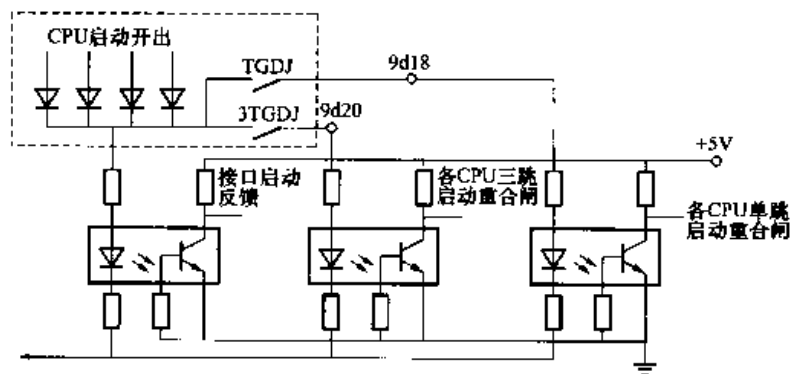 CPU启动开出
TGDJ
9d18
3TGDJ
9d20
+5V
接口启动
反馈
各CPU三跳
启动重合闸
各CPU单跳
启动重合闸